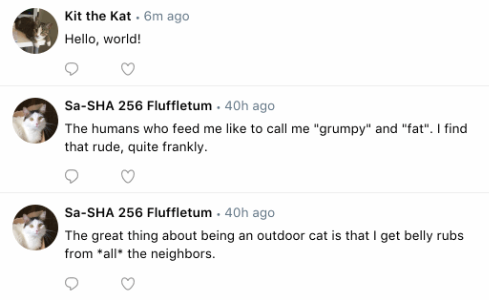 Kit the Kat · 6m ago
Hello, world!
Sa-SHA 256 Fluffletum · 40h ago
The humans who feed me like to call me "grumpy" and "fat". I find
that rude, quite frankly.
Sa-SHA 256 Fluffletum · 40h ago
The great thing about being an outdoor cat is that I get belly rubs
from *all* the neighbors.